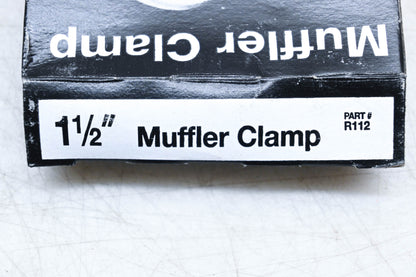 Muffler Clamp
1½" Muffler Clamp
PART #
R112